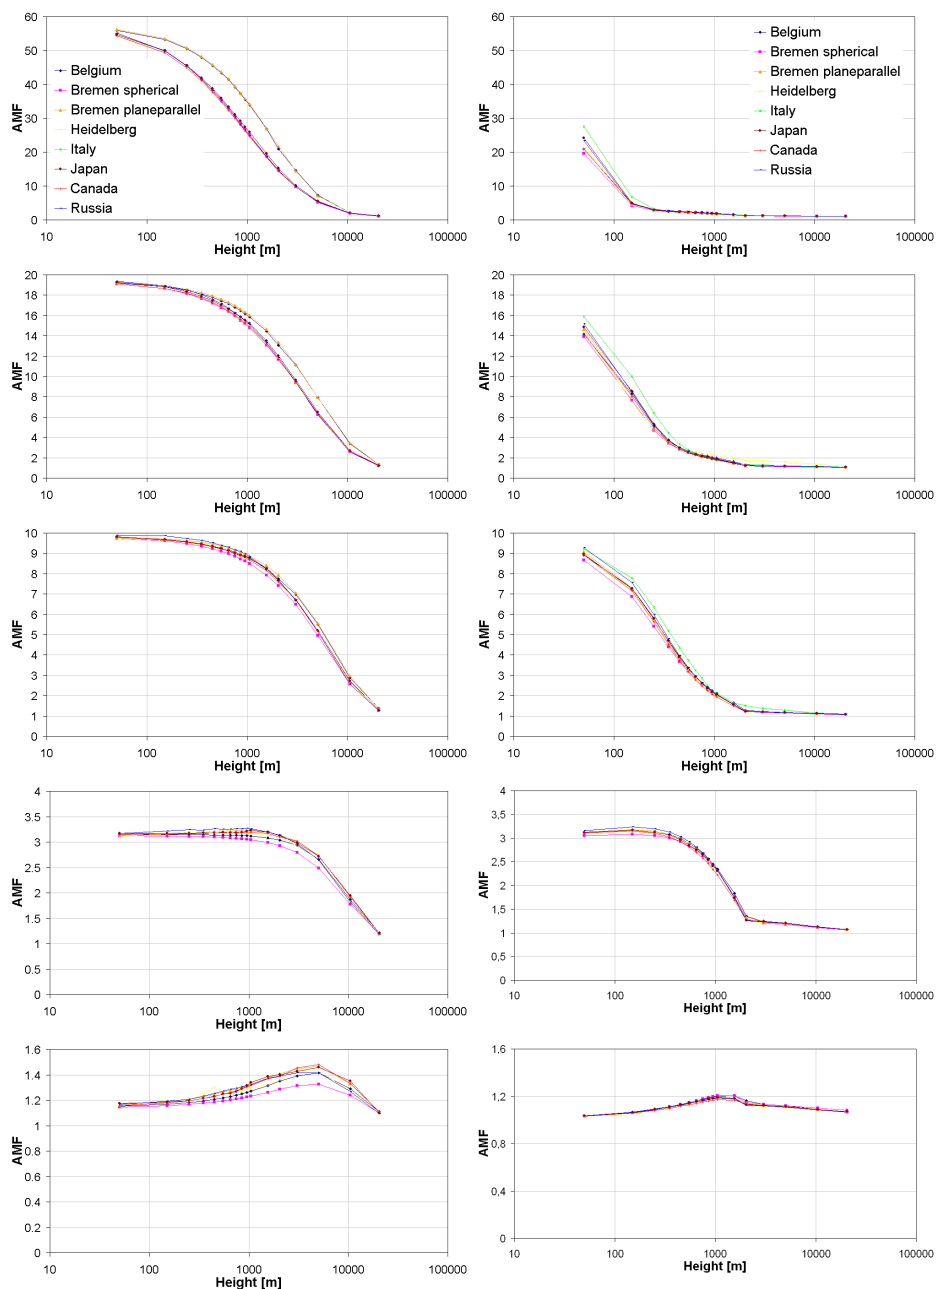 60
50
40
30
20
10
0
AMF
10 100 1000 10000 100000
Height [m]
Belgium
Bremen spherical
Bremen planeparallel
Heidelberg
Italy
Japan
Canada
Russia
60
50
40
30
20
10
0
AMF
10 100 1000 10000 100000
Height [m]
Belgium
Bremen spherical
Bremen planeparallel
Heidelberg
Italy
Japan
Canada
Russia
20
18
16
14
12
10
8
6
4
2
0
AMF
10 100 1000 10000 100000
Height [m]
20
18
16
14
12
10
8
6
4
2
0
AMF
10 100 1000 10000 100000
Height [m]
10
9
8
7
6
5
4
3
2
1
0
AMF
10 100 1000 10000 100000
Height [m]
10
9
8
7
6
5
4
3
2
1
0
AMF
10 100 1000 10000 100000
Height [m]
4
3.5
3
2.5
2
1.5
1
0.5
0
AMF
10 100 1000 10000 100000
Height [m]
4
3,5
3
2,5
2
1,5
1
0,5
0
AMF
10 100 1000 10000 100000
Height [m]
1.6
1.4
1.2
1
0.8
0.6
0.4
0.2
0
AMF
10 100 1000 10000 100000
Height [m]
1,6
1,2
0,8
0,4
0
AMF
10 100 1000 10000 100000
Height [m]